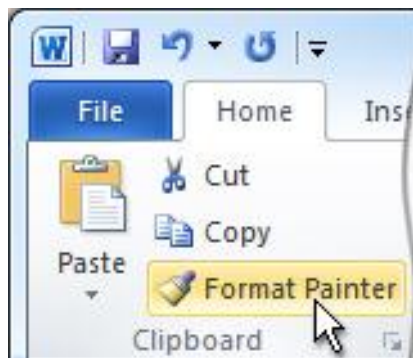 W
File Home Ins
Cut
Copy
Paste
Format Painter
Clipboard